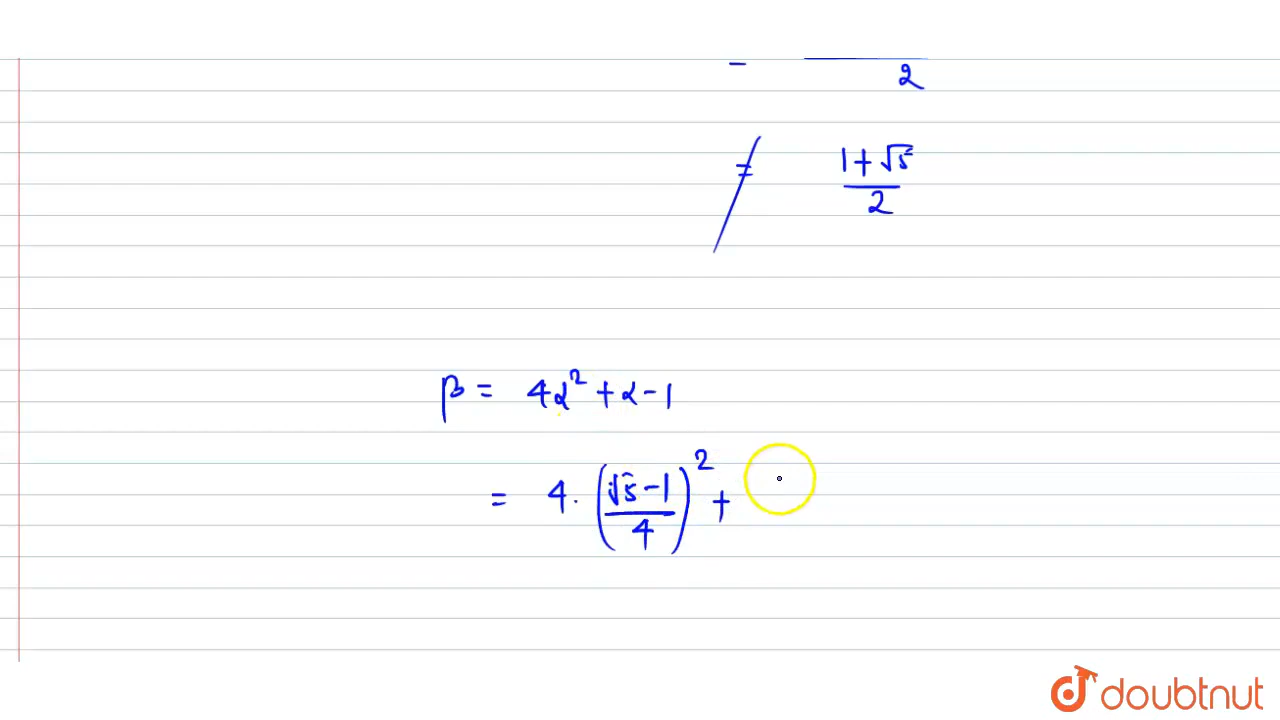 = ―
2
= (1+√5)/2
β = 4α² + α - 1
= 4. ((√5 - 1)/4)² +
doubtnut